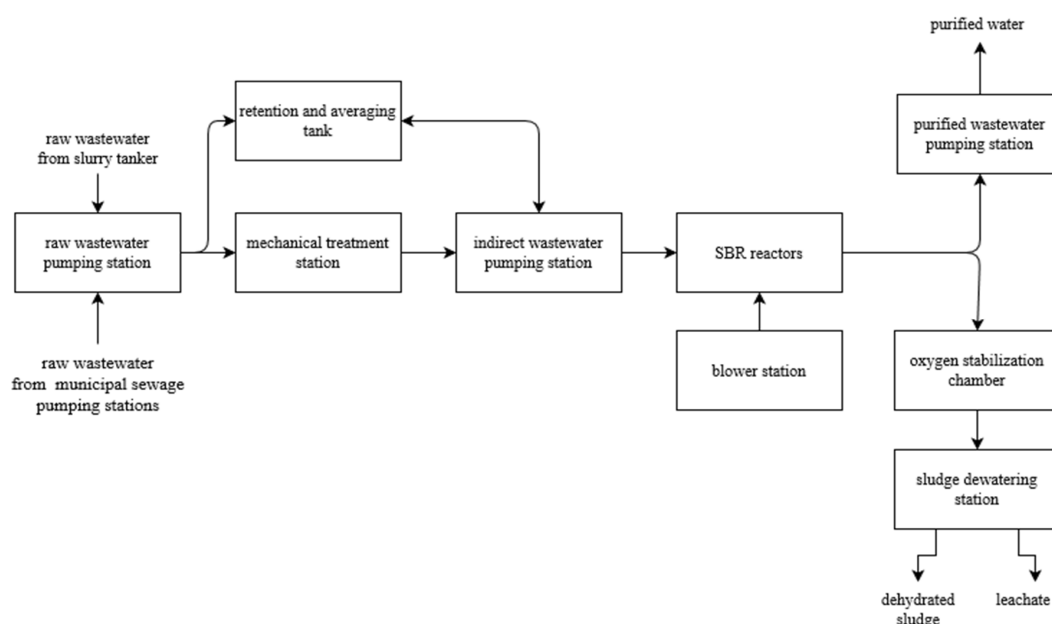 purified water
retention and averaging
tank
purified wastewater
pumping station
raw wastewater
from slurry tanker
raw wastewater
pumping station
mechanical treatment
station
indirect wastewater
pumping station
SBR reactors
raw wastewater
from municipal sewage
pumping stations
blower station
oxygen stabilization
chamber
sludge dewatering
station
dehydrated
sludge
leachate